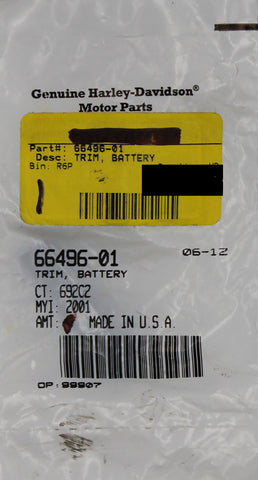 Genuine Harley-Davidson®
Motor Parts
Part#: 66496-01
Desc: TRIM, BATTERY
Bin: R6P
66496-01 06-12
TRIM, BATTERY
CT: 692C2
MYI: 2001
AMT: MADE IN U.S.A.
OP: 99907